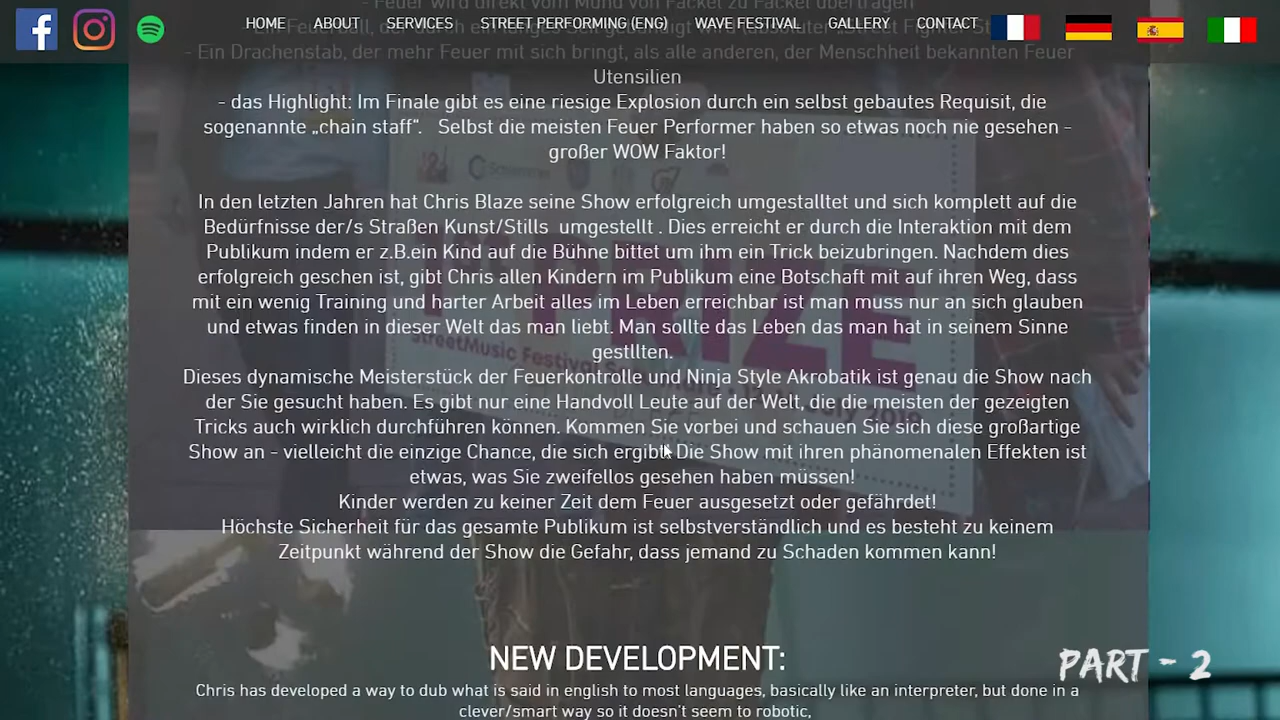 HOME ABOUT SERVICES STREET PERFORMING (ENG) WAVE FESTIVAL GALLERY CONTACT
- Feuer wird direkt vom Mund von Fackel zu Fackel übertragen
- Ein Drachenstab, der mehr Feuer mit sich bringt, als alle anderen, der Menschheit bekannten Feuer
Utensilien
- das Highlight: Im Finale gibt es eine riesige Explosion durch ein selbst gebautes Requisit, die
sogenannte „chain staff“. Selbst die meisten Feuer Performer haben so etwas noch nie gesehen -
großer WOW Faktor!
In den letzten Jahren hat Chris Blaze seine Show erfolgreich umgestalltet und sich komplett auf die
Bedürfnisse der/s Straßen Kunst/Stills umgestellt . Dies erreicht er durch die Interaktion mit dem
Publikum indem er z.B.ein Kind auf die Bühne bittet um ihm ein Trick beizubringen. Nachdem dies
erfolgreich geschen ist, gibt Chris allen Kindern im Publikum eine Botschaft mit auf ihren Weg, dass
mit ein wenig Training und harter Arbeit alles im Leben erreichbar ist man muss nur an sich glauben
und etwas finden in dieser Welt das man liebt. Man sollte das Leben das man hat in seinem Sinne
gestllten.
Dieses dynamische Meisterstück der Feuerkontrolle und Ninja Style Akrobatik ist genau die Show nach
der Sie gesucht haben. Es gibt nur eine Handvoll Leute auf der Welt, die die meisten der gezeigten
Tricks auch wirklich durchführen können. Kommen Sie vorbei und schauen Sie sich diese großartige
Show an - vielleicht die einzige Chance, die sich ergibt. Die Show mit ihren phänomenalen Effekten ist
etwas, was Sie zweifellos gesehen haben müssen!
Kinder werden zu keiner Zeit dem Feuer ausgesetzt oder gefährdet!
Höchste Sicherheit für das gesamte Publikum ist selbstverständlich und es besteht zu keinem
Zeitpunkt während der Show die Gefahr, dass jemand zu Schaden kommen kann!
NEW DEVELOPMENT:
PART - 2
Chris has developed a way to dub what is said in english to most languages, basically like an interpreter, but done in a
clever/smart way so it doesn't seem to robotic,